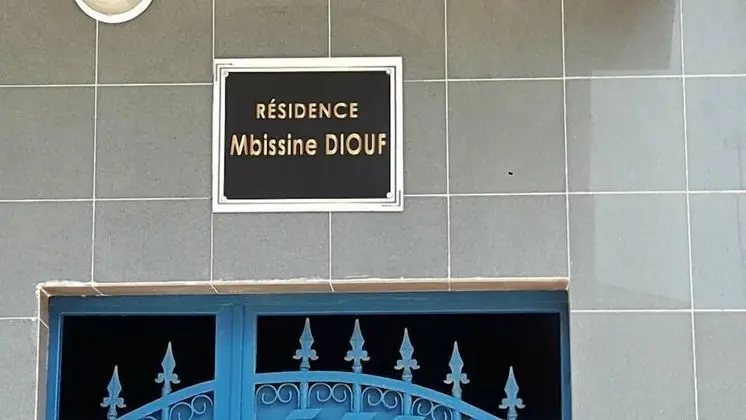 RÉSIDENCE
Mbissine DIOUF